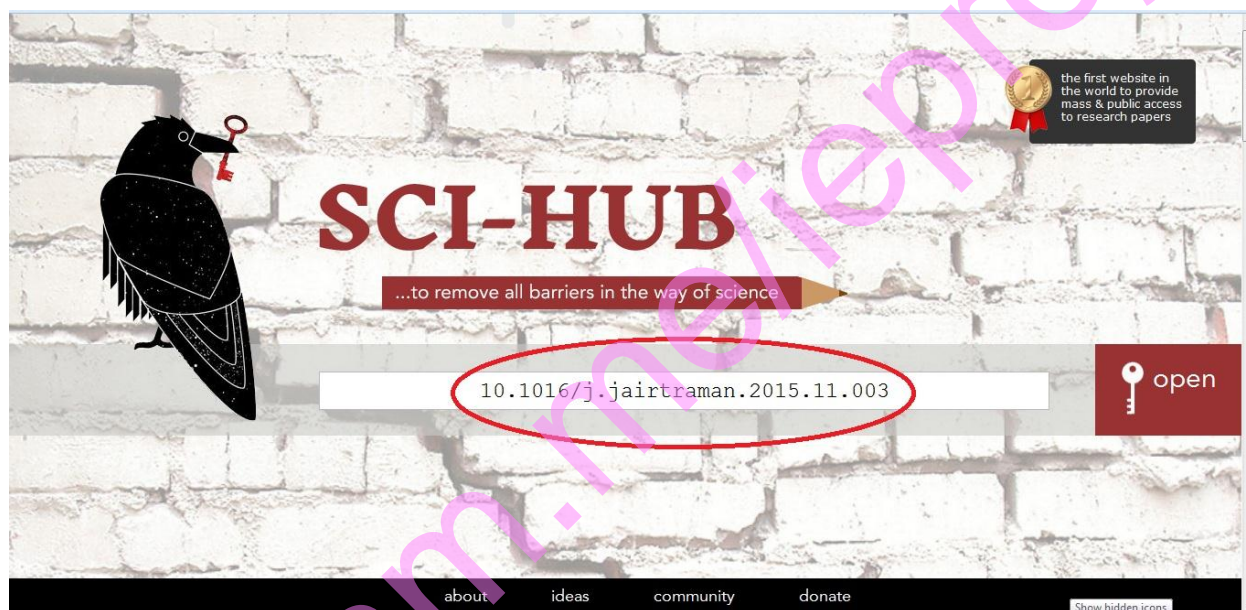 the first website in
the world to provide
mass & public access
to research papers
SCI-HUB
...to remove all barriers in the way of science
10.1016/j.jairtraman.2015.11.003
open
about ideas community donate
Show hidden icons
m.me/iepro